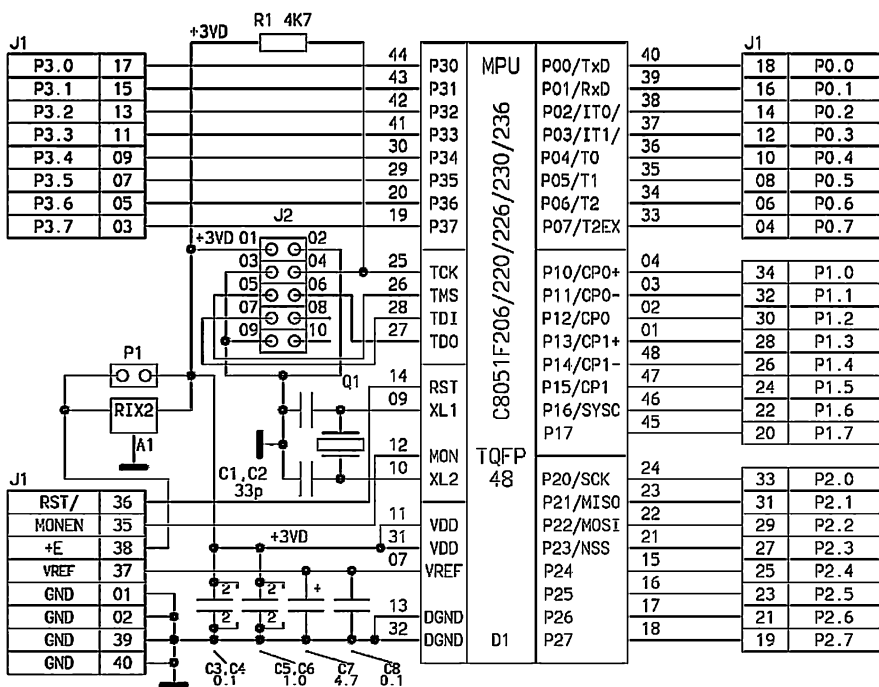 R1 4K7
+3VD
J1
P3.0 17
P3.1 15
P3.2 13
P3.3 11
P3.4 09
P3.5 07
P3.6 05
P3.7 03
44 P30
43 P31
42 P32
41 P33
30 P34
29 P35
20 P36
19 P37
J2
+3VD 01 02
03 04
05 06
07 08
09 10
25 TCK
26 TMS
28 TDI
27 TDO
14 RST
09 XL1
12 MON
10 XL2
11 VDD
31 VDD
07 VREF
13 DGND
32 DGND
MPU
C8051F206/220/226/230/236
TQFP
48
D1
P00/TxD 40
P01/RxD 39
P02/IT0/ 38
P03/IT1/ 37
P04/T0 36
P05/T1 35
P06/T2 34
P07/T2EX 33
P10/CP0+ 04
P11/CP0- 03
P12/CP0 02
P13/CP1+ 01
P14/CP1- 48
P15/CP1 47
P16/SYSC 46
P17 45
P20/SCK 24
P21/MISO 23
P22/MOSI 22
P23/NSS 21
P24 15
P25 16
P26 17
P27 18
J1
18 P0.0
16 P0.1
14 P0.2
12 P0.3
10 P0.4
08 P0.5
06 P0.6
04 P0.7
34 P1.0
32 P1.1
30 P1.2
28 P1.3
26 P1.4
24 P1.5
22 P1.6
20 P1.7
33 P2.0
31 P2.1
29 P2.2
27 P2.3
25 P2.4
23 P2.5
21 P2.6
19 P2.7
P1
RIX2
A1
Q1
C1,C2
33p
J1
RST/ 36
MONEN 35
+E 38
VREF 37
GND 01
GND 02
GND 39
GND 40
+3VD
2 2 +
2 2
C3,C4
0.1
C5,C6
1.0
C7
4.7
C8
0.1